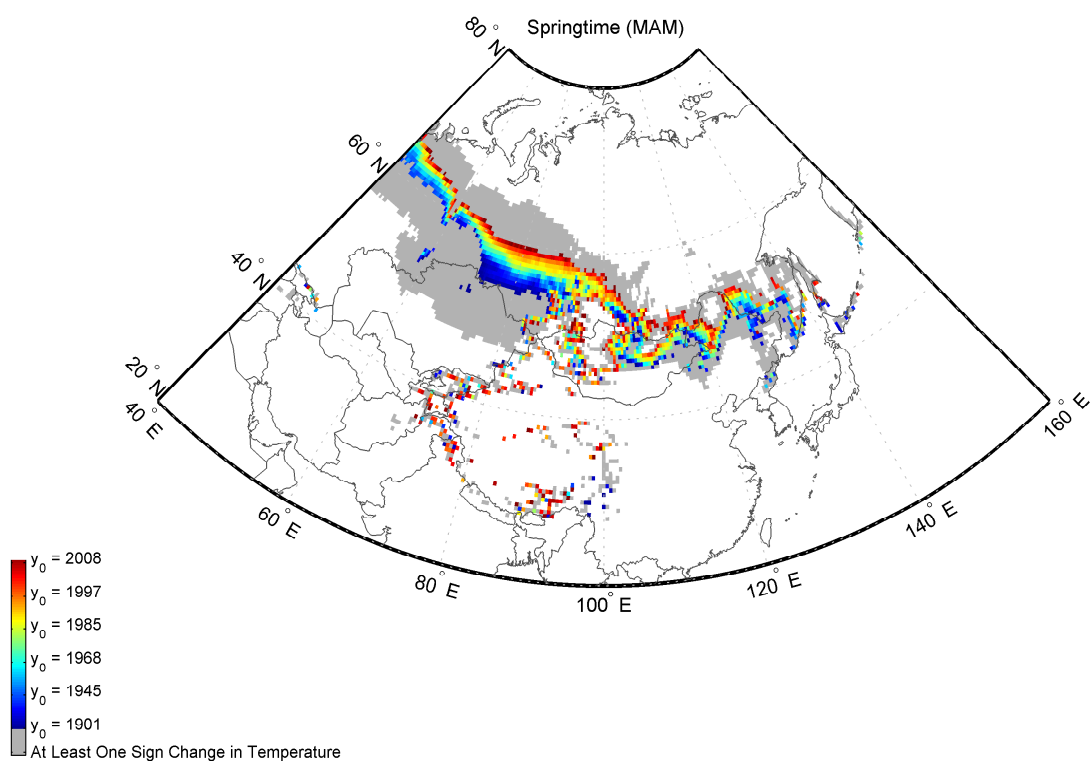 Springtime (MAM)
80 °N
60 °N
40 °N
20 °N
40 °E
60 °E
80 °E
100 °E
120 °E
140 °E
160 °E
y₀ = 2008
y₀ = 1997
y₀ = 1985
y₀ = 1968
y₀ = 1945
y₀ = 1901
At Least One Sign Change in Temperature